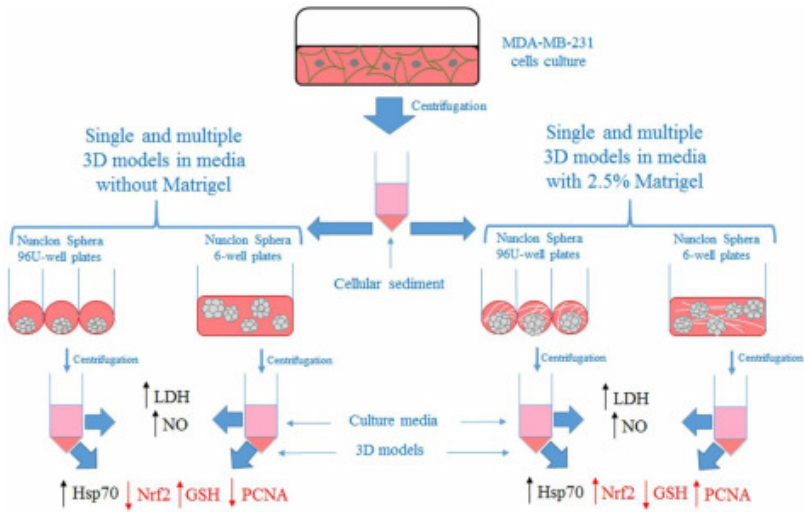 MDA-MB-231
cells culture
Centrifugation
Single and multiple
3D models in media
without Matrigel
Single and multiple
3D models in media
with 2.5% Matrigel
Nunclon Sphera
96U-well plates
Nunclon Sphera
6-well plates
Cellular sediment
Nunclon Sphera
96U-well plates
Nunclon Sphera
6-well plates
Centrifugation
Centrifugation
Centrifugation
Centrifugation
↑LDH
↑NO
Culture media
3D models
↑LDH
↑NO
↑Hsp70 ↓Nrf2 ↑GSH ↓PCNA
↑Hsp70 ↑Nrf2 ↓GSH ↑PCNA